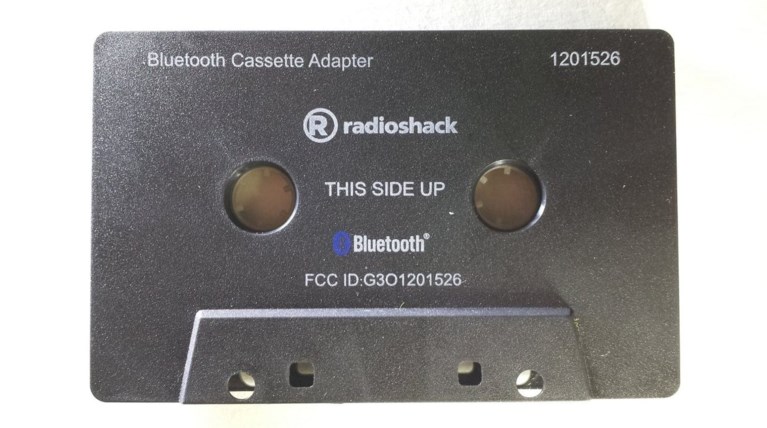 Bluetooth Cassette Adapter 1201526
R radioshack
THIS SIDE UP
Bluetooth®
FCC ID:G3O1201526